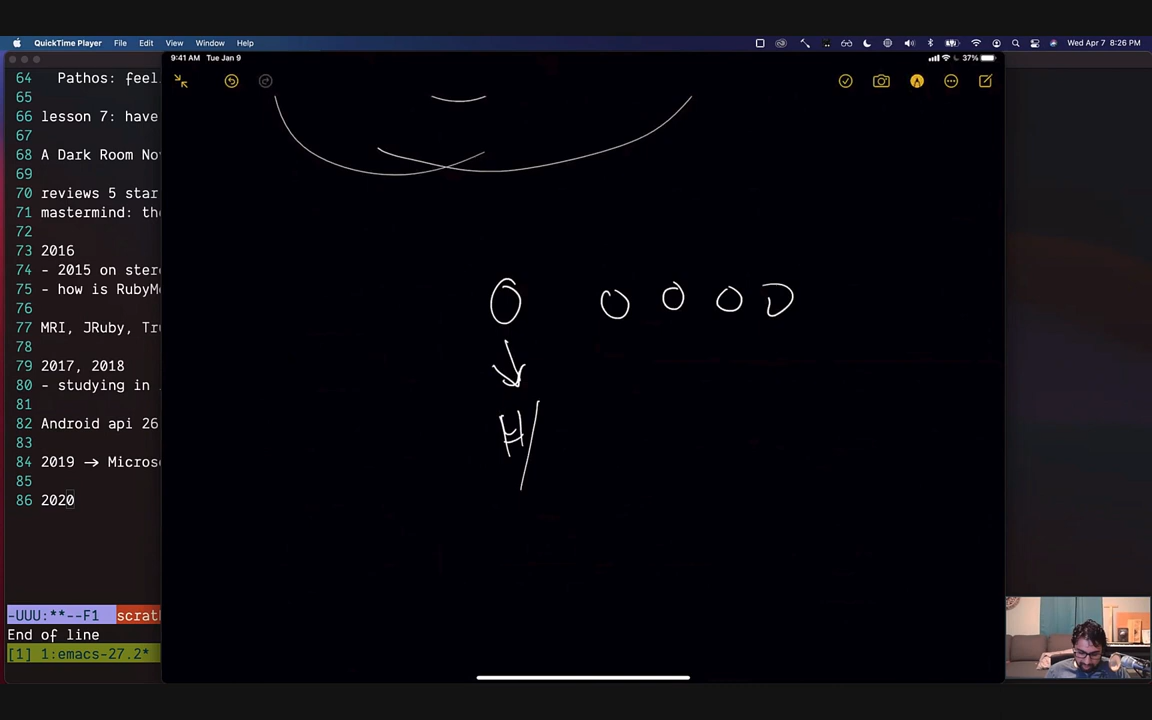 QuickTime Player File Edit View Window Help Wed Apr 7 8:26 PM
9:41 AM Tue Jan 9 37%
64 Pathos: feel
65
66 lesson 7: have
67
68 A Dark Room No
69
70 reviews 5 star
71 mastermind: the
72
73 2016
74 - 2015 on ster
75 - how is RubyM
76
77 MRI, JRuby, Tru
78
79 2017, 2018
80 - studying in
81
82 Android api 26
83
84 2019 → Micros
85
86 2020
O O O O D
H/
-UUU:**--F1 scrat
End of line
[1] 1:emacs-27.2*